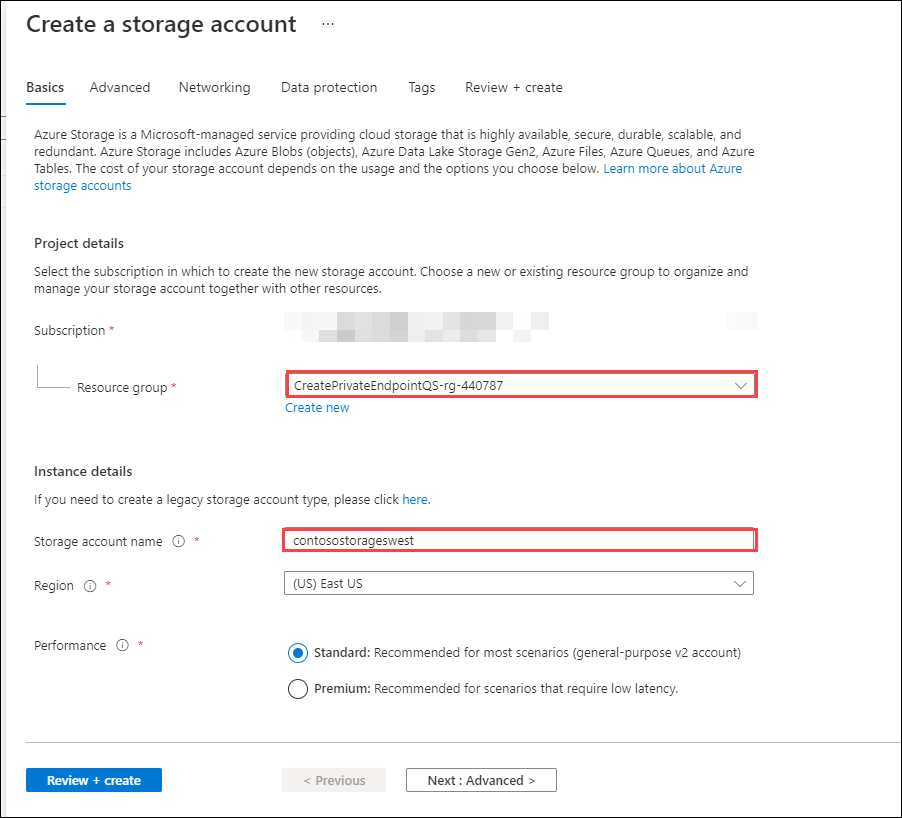 Create a storage account ...
Basics Advanced Networking Data protection Tags Review + create
Azure Storage is a Microsoft-managed service providing cloud storage that is highly available, secure, durable, scalable, and
redundant. Azure Storage includes Azure Blobs (objects), Azure Data Lake Storage Gen2, Azure Files, Azure Queues, and Azure
Tables. The cost of your storage account depends on the usage and the options you choose below. Learn more about Azure
storage accounts
Project details
Select the subscription in which to create the new storage account. Choose a new or existing resource group to organize and
manage your storage account together with other resources.
Subscription *
Resource group * CreatePrivateEndpointQS-rg-440787
Create new
Instance details
If you need to create a legacy storage account type, please click here.
Storage account name * contosostorageswest
Region * (US) East US
Performance * Standard: Recommended for most scenarios (general-purpose v2 account)
Premium: Recommended for scenarios that require low latency.
Review + create < Previous Next : Advanced >